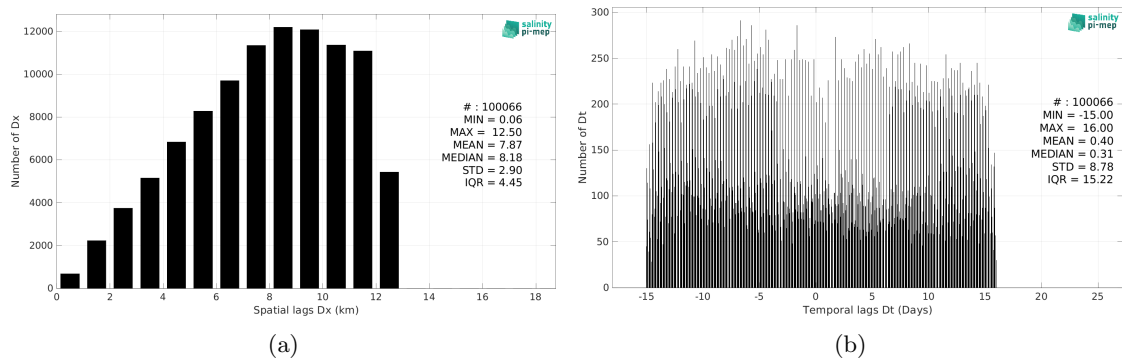 12000
10000
8000
6000
4000
2000
0
Number of Dx
0 2 4 6 8 10 12 14 16 18
Spatial lags Dx (km)
salinity
pi-mep
# : 100066
MIN = 0.06
MAX = 12.50
MEAN = 7.87
MEDIAN = 8.18
STD = 2.90
IQR = 4.45
(a)
300
250
200
150
100
50
0
Number of Dt
-15 -10 -5 0 5 10 15 20 25
Temporal lags Dt (Days)
salinity
pi-mep
# : 100066
MIN = -15.00
MAX = 16.00
MEAN = 0.40
MEDIAN = 0.31
STD = 8.78
IQR = 15.22
(b)